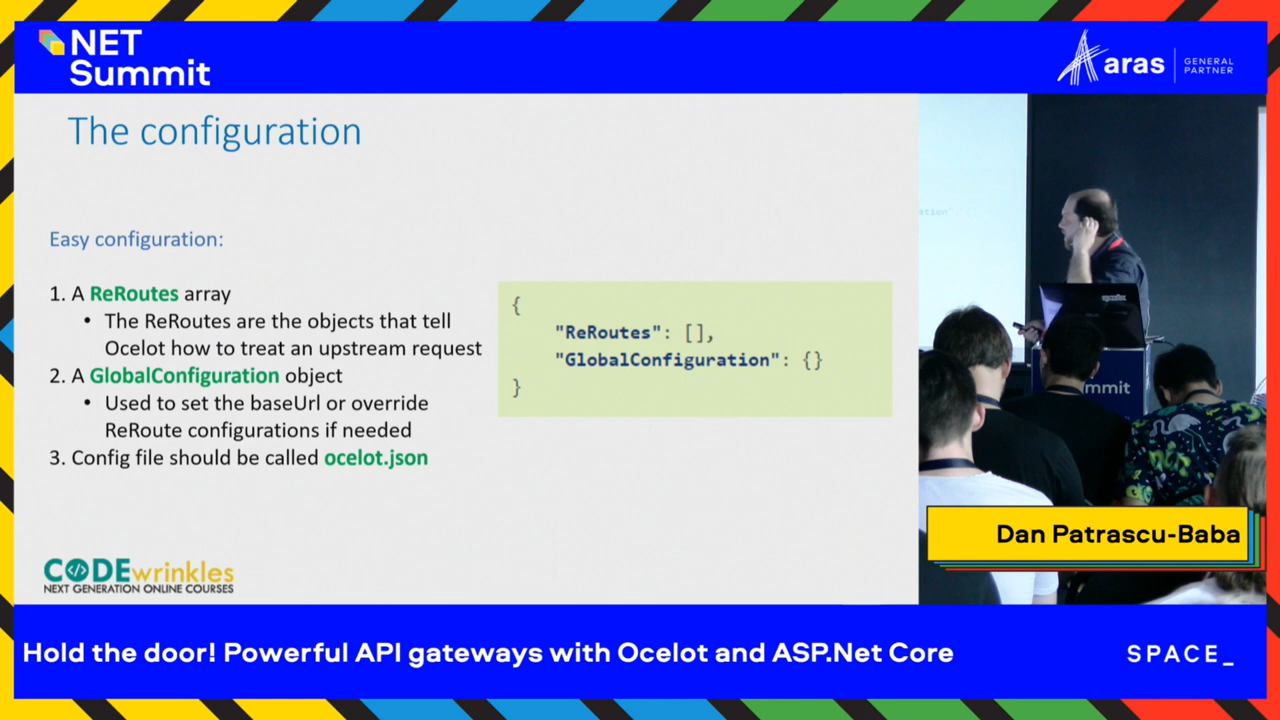 NET
Summit
aras
GENERAL
PARTNER
The configuration
Easy configuration:
1. A ReRoutes array
• The ReRoutes are the objects that tell
Ocelot how to treat an upstream request
2. A GlobalConfiguration object
• Used to set the baseUrl or override
ReRoute configurations if needed
3. Config file should be called ocelot.json
{
"ReRoutes": [],
"GlobalConfiguration": {}
}
CODEwrinkles
NEXT GENERATION ONLINE COURSES
mmit
Dan Patrascu-Baba
Hold the door! Powerful API gateways with Ocelot and ASP.Net Core
SPACE_